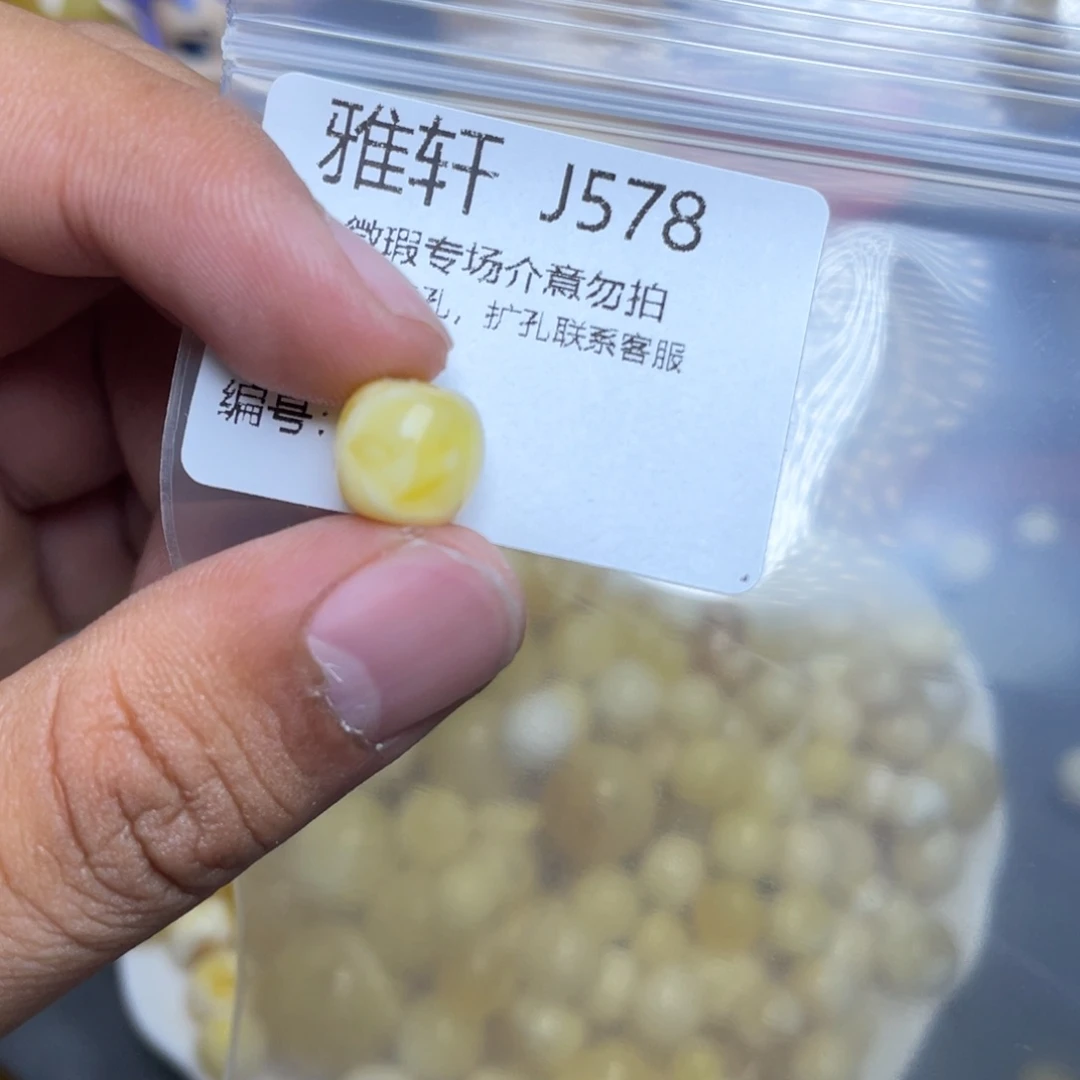 雅轩 J578
微瑕专场介意勿拍
孔，扩孔联系客服
编号：